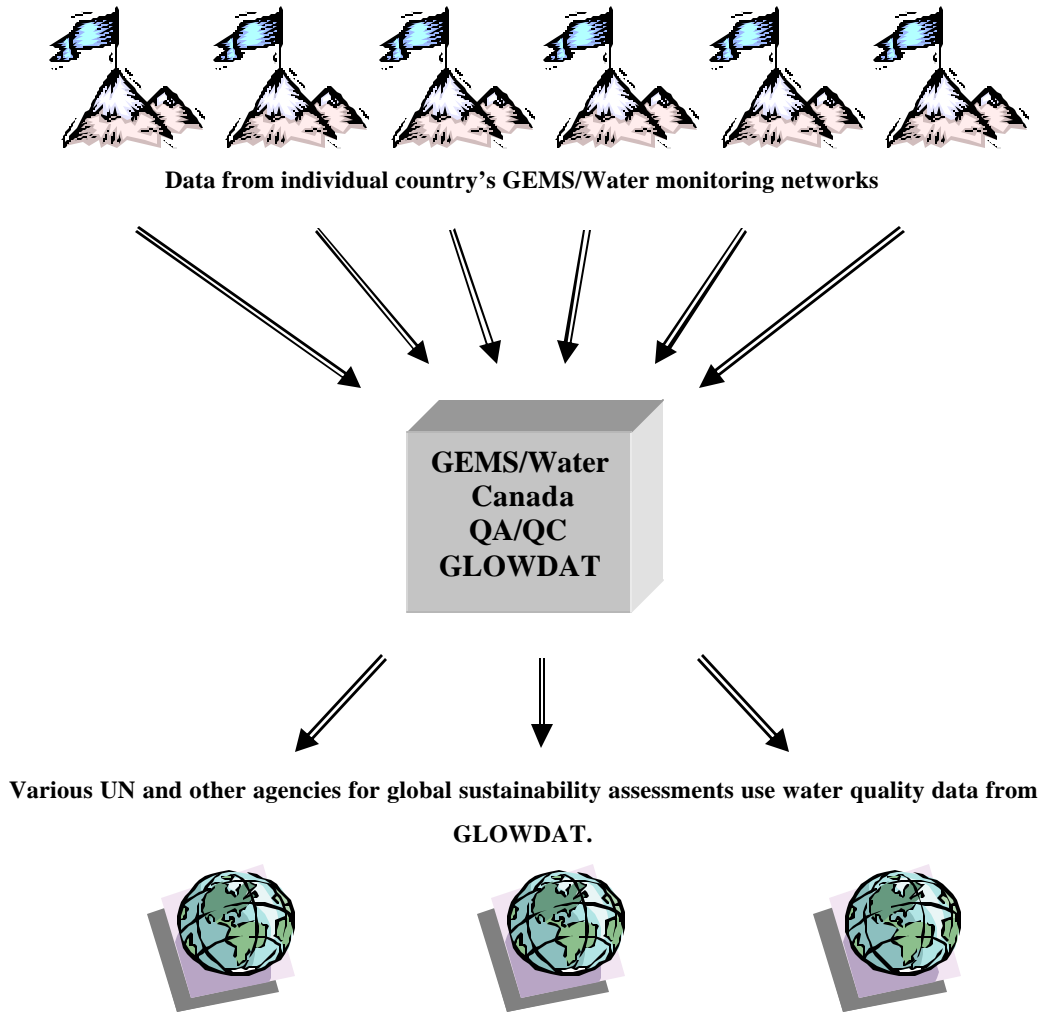 Data from individual country’s GEMS/Water monitoring networks
GEMS/Water
Canada
QA/QC
GLOWDAT
Various UN and other agencies for global sustainability assessments use water quality data from
GLOWDAT.